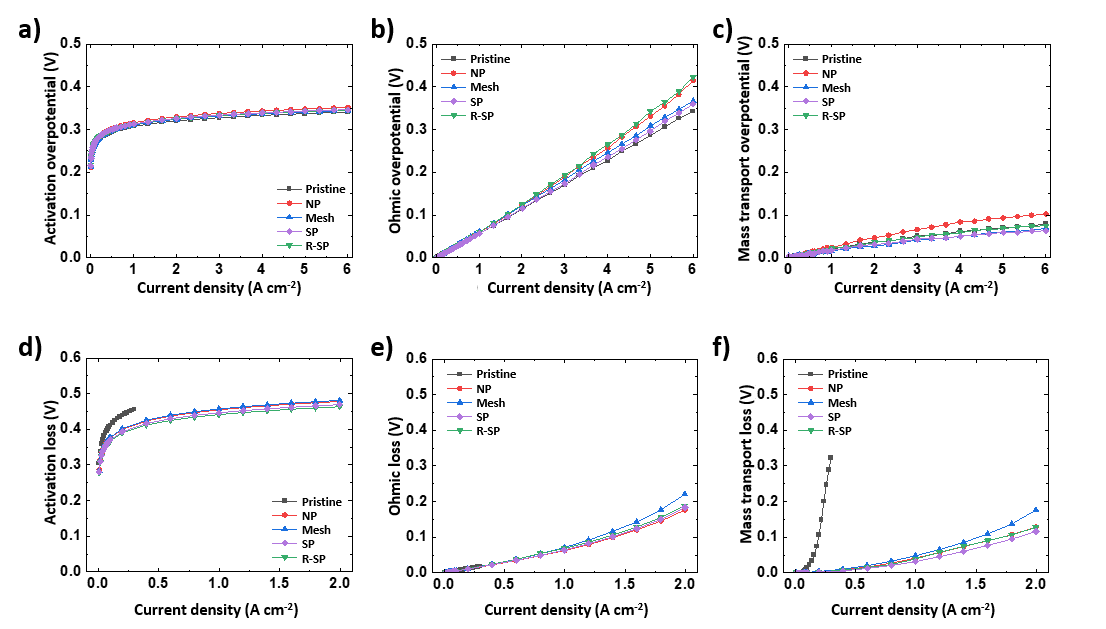 a)
Activation overpotential (V)
0.5
0.4
0.3
0.2
0.1
0.0
Pristine
NP
Mesh
SP
R-SP
0 1 2 3 4 5 6
Current density (A cm-2)
b)
Ohmic overpotential (V)
0.5
0.4
0.3
0.2
0.1
0.0
Pristine
NP
Mesh
SP
R-SP
0 1 2 3 4 5 6
Current density (A cm-2)
c)
Mass transport overpotential (V)
0.5
0.4
0.3
0.2
0.1
0.0
Pristine
NP
Mesh
SP
R-SP
0 1 2 3 4 5 6
Current density (A cm-2)
d)
Activation loss (V)
0.6
0.5
0.4
0.3
0.2
0.1
0.0
Pristine
NP
Mesh
SP
R-SP
0.0 0.5 1.0 1.5 2.0
Current density (A cm-2)
e)
Ohmic loss (V)
0.6
0.5
0.4
0.3
0.2
0.1
0.0
Pristine
NP
Mesh
SP
R-SP
0.0 0.5 1.0 1.5 2.0
Current density (A cm-2)
f)
Mass transport loss (V)
0.6
0.5
0.4
0.3
0.2
0.1
0.0
Pristine
NP
Mesh
SP
R-SP
0.0 0.5 1.0 1.5 2.0
Current density (A cm-2)